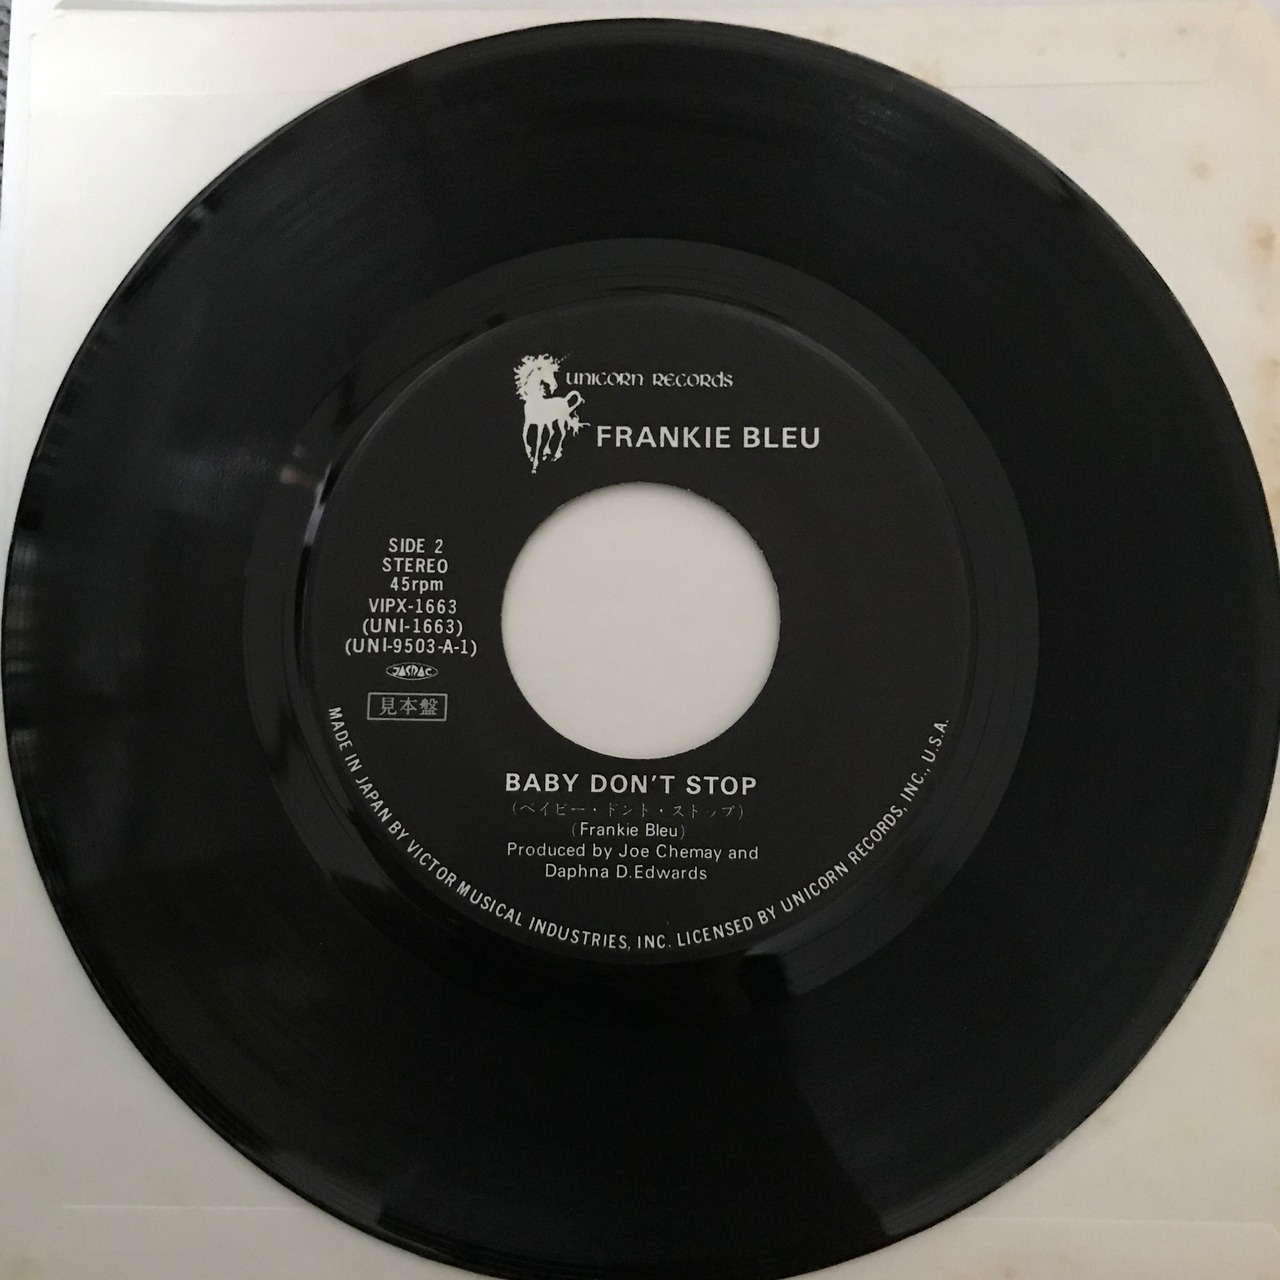 UNICORN RECORDS
FRANKIE BLEU
SIDE 2
STEREO
45rpm
VIPX-1663
(UNI-1663)
(UNI-9503-A-1)
JASRAC
見本盤
BABY DON'T STOP
(ベイビー・ドント・ストップ)
(Frankie Bleu)
Produced by Joe Chemay and
Daphna D.Edwards
MADE IN JAPAN BY VICTOR MUSICAL INDUSTRIES, INC. LICENSED BY UNICORN RECORDS, INC., U.S.A.